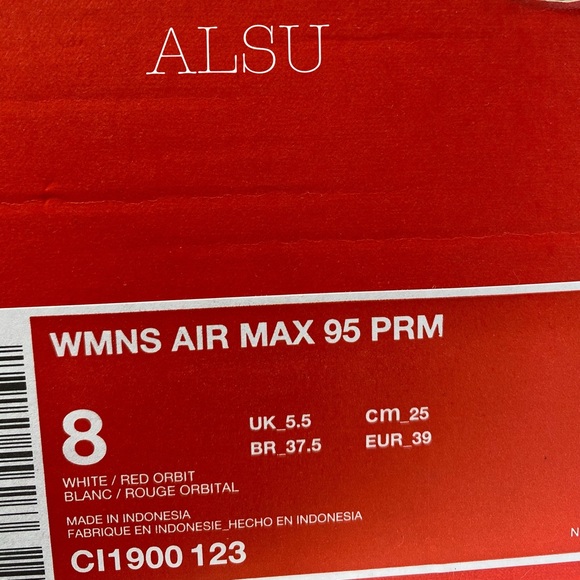 ALSU
WMNS AIR MAX 95 PRM
8
UK_5.5 cm_25
BR_37.5 EUR_39
WHITE / RED ORBIT
BLANC / ROUGE ORBITAL
MADE IN INDONESIA
FABRIQUE EN INDONESIE_HECHO EN INDONESIA
CI1900 123